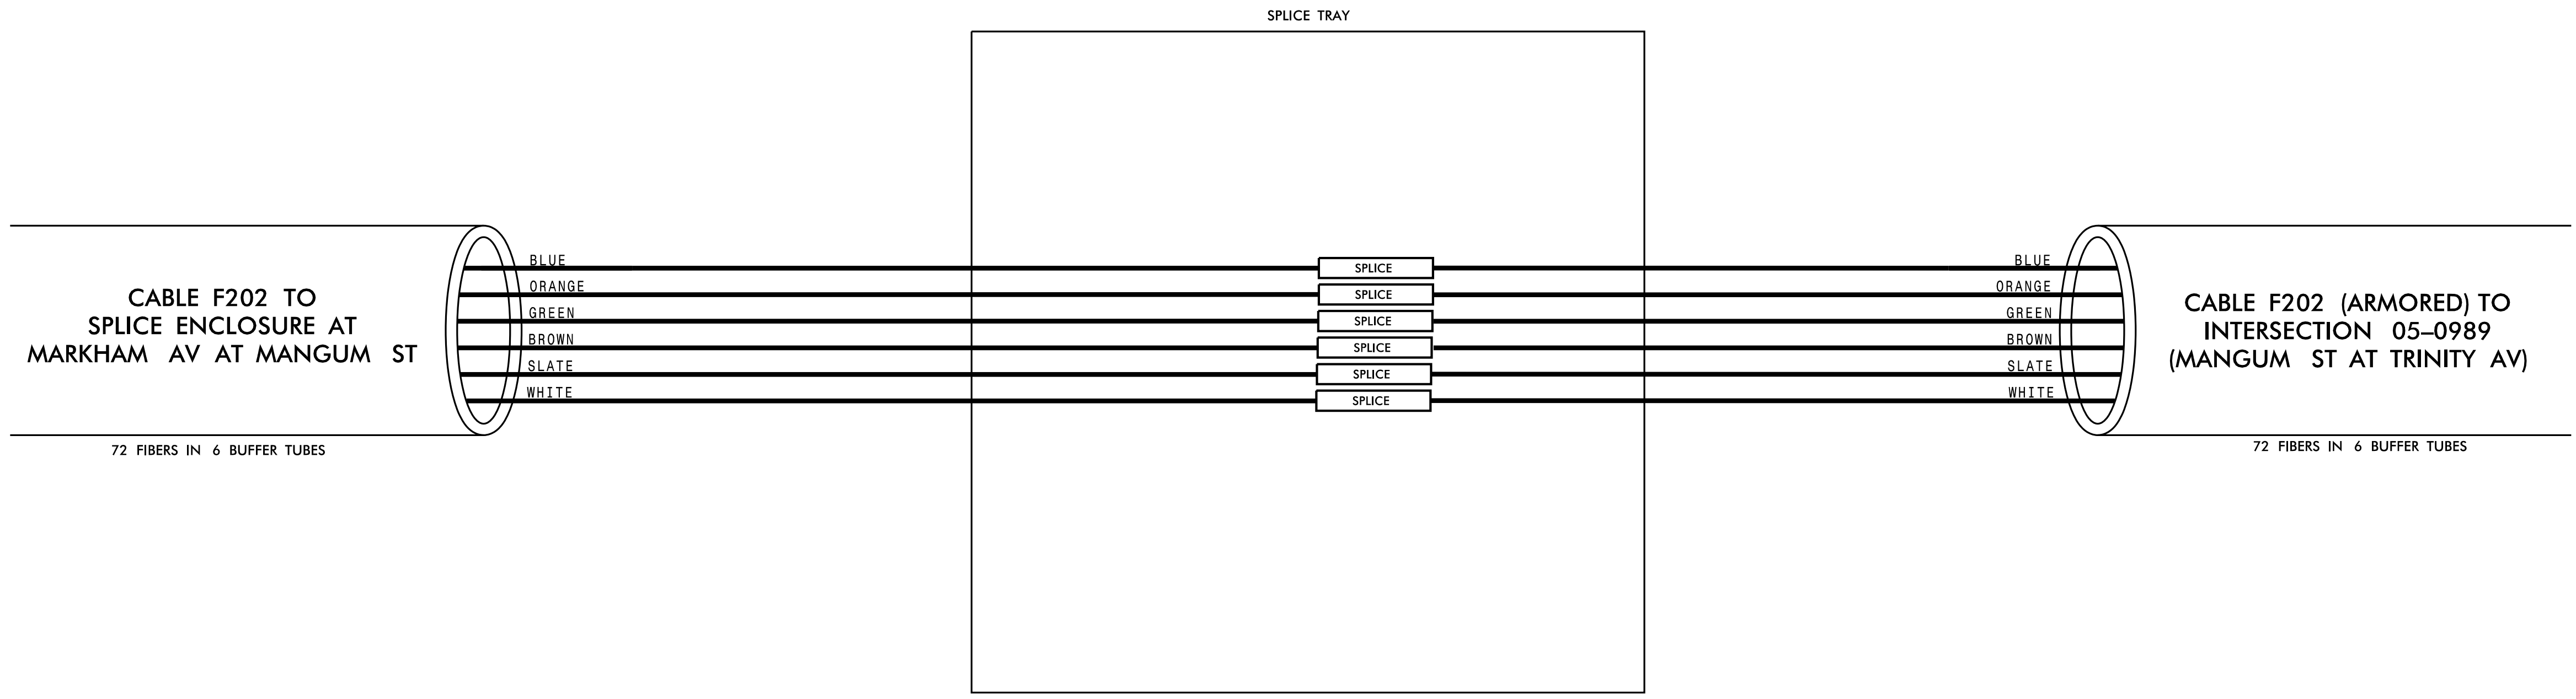 SPLICE TRAY
CABLE F202 TO
SPLICE ENCLOSURE AT
MARKHAM AV AT MANGUM ST
72 FIBERS IN 6 BUFFER TUBES
BLUE
ORANGE
GREEN
BROWN
SLATE
WHITE
SPLICE
SPLICE
SPLICE
SPLICE
SPLICE
SPLICE
BLUE
ORANGE
GREEN
BROWN
SLATE
WHITE
CABLE F202 (ARMORED) TO
INTERSECTION 05–0989
(MANGUM ST AT TRINITY AV)
72 FIBERS IN 6 BUFFER TUBES